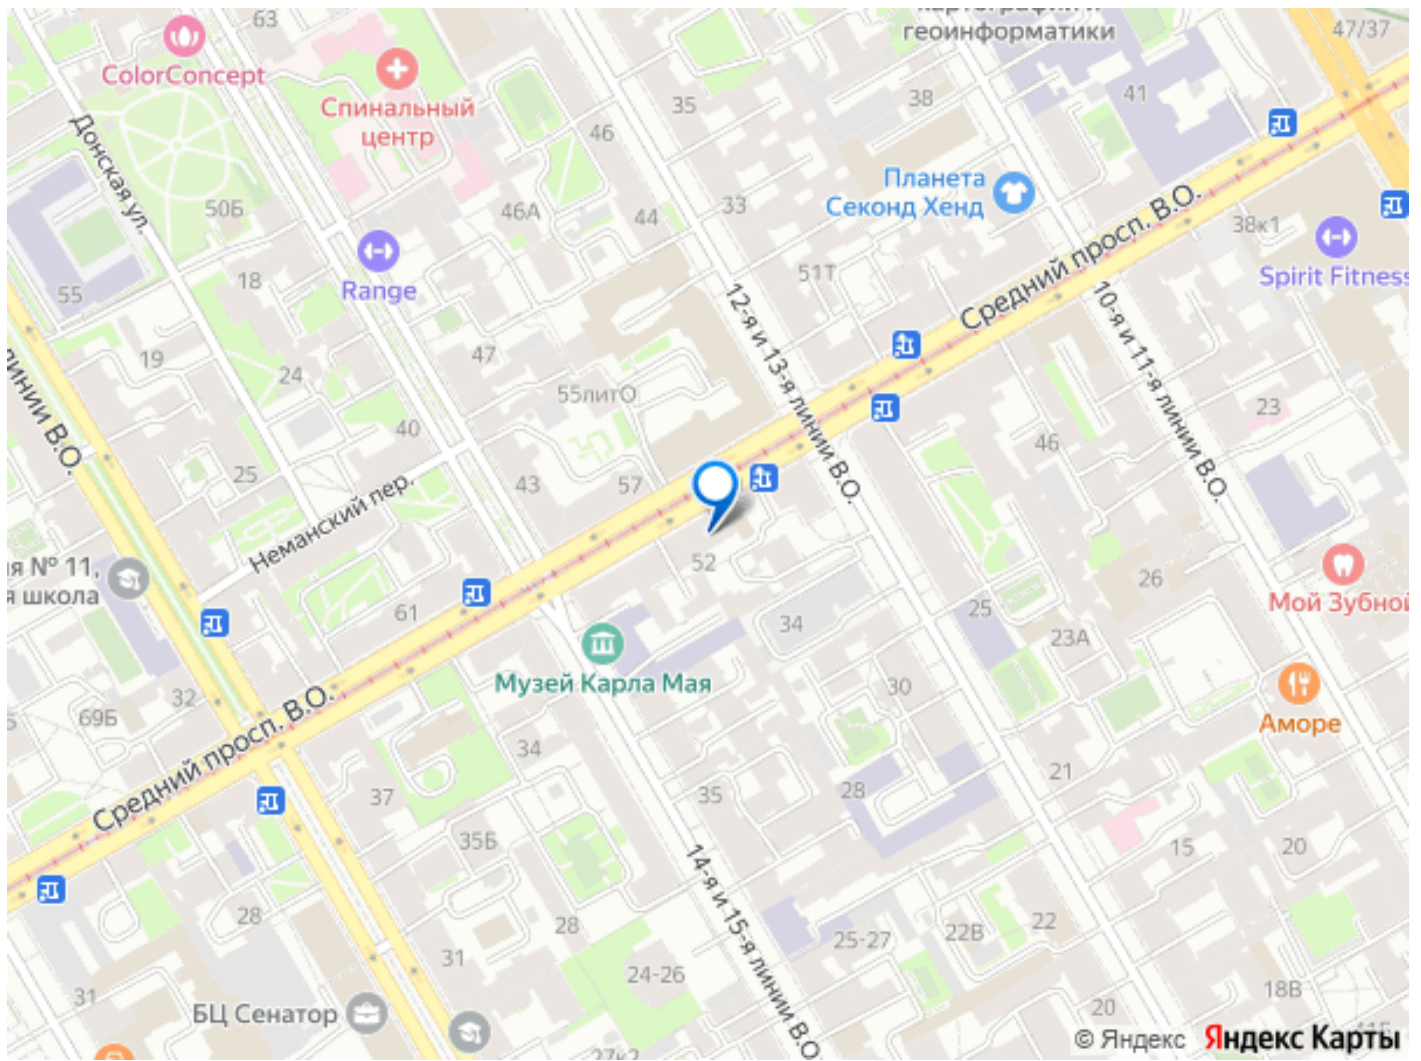 63
геоинформатики
47/37
ColorConcept
Спинальный
центр
35
38
41
46
Донская ул.
50Б
46А
44
33
Планета
Секонд Хенд
Средний просп. В.О.
38к1
55
18
Range
51Т
Spirit Fitness
12-я и 13-я линии В.О.
10-я и 11-я линии В.О.
19
24
47
55литО
23
линии В.О.
40
46
25
Неманский пер.
43
57
я № 11,
я школа
52
26
Мой Зубной
61
34
25
23А
Музей Карла Мая
32
69Б
30
Аморе
Средний просп. В.О.
34
37
35
28
21
35Б
15
20
14-я и 15-я линии В.О.
28
28
25-27
22В
22
31
24-26
31
БЦ Сенатор
18В
20
27к2
© Яндекс Яндекс Карты